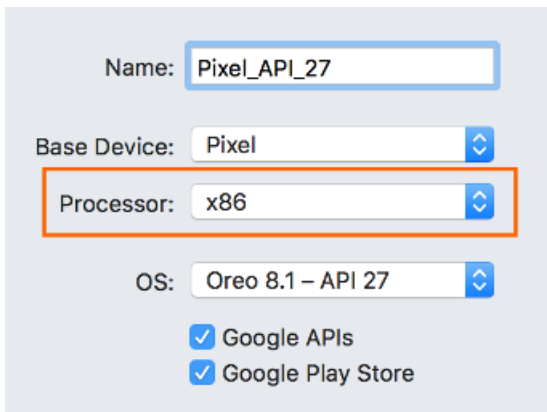 Name: Pixel_API_27
Base Device: Pixel
Processor: x86
OS: Oreo 8.1 – API 27
Google APIs
Google Play Store